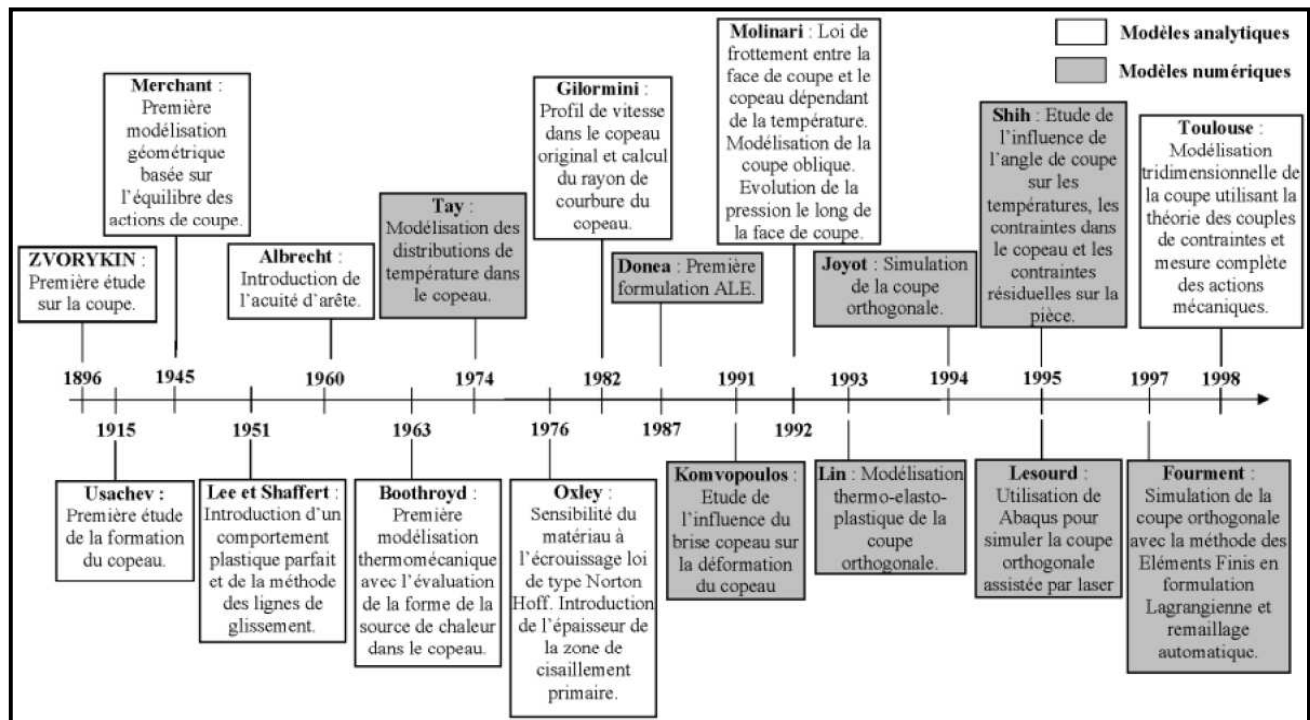 Modèles analytiques
Modèles numériques
ZVORYKIN :
Première étude
sur la coupe.
Merchant :
Première
modélisation
géométrique
basée sur
l'équilibre des
actions de coupe.
Albrecht :
Introduction de
l'acuité d'arête.
Tay :
Modélisation des
distributions de
température dans
le copeau.
Gilormini :
Profil de vitesse
dans le copeau
original et calcul
du rayon de
courbure du
copeau.
Donea : Première
formulation ALE.
Molinari : Loi de
frottement entre la
face de coupe et le
copeau dépendant
de la température.
Modélisation de la
coupe oblique.
Evolution de la
pression le long de
la face de coupe.
Joyot : Simulation
de la coupe
orthogonale.
Shih : Etude de
l'influence de
l'angle de coupe
sur les
températures, les
contraintes dans
le copeau et les
contraintes
résiduelles sur la
pièce.
Toulouse :
Modélisation
tridimensionnelle de
la coupe utilisant la
théorie des couples
de contraintes et
mesure complète
des actions
mécaniques.
1896
1945
1960
1974
1982
1991
1993
1994
1995
1997
1998
1915
1951
1963
1976
1987
1992
Usachev :
Première étude
de la formation
du copeau.
Lee et Shaffert :
Introduction d'un
comportement
plastique parfait
et de la méthode
des lignes de
glissement.
Boothroyd :
Première
modélisation
thermomécanique
avec l'évaluation
de la forme de la
source de chaleur
dans le copeau.
Oxley :
Sensibilité du
matériau à
l'écrouissage loi
de type Norton
Hoff. Introduction
de l'épaisseur de
la zone de
cisaillement
primaire.
Komvopoulos :
Etude de
l'influence du
brise copeau sur
la déformation
du copeau
Lin : Modélisation
thermo-elasto-
plastique de la
coupe
orthogonale.
Lesourd :
Utilisation de
Abaqus pour
simuler la coupe
orthogonale
assistée par laser
Fourment :
Simulation de la
coupe orthogonale
avec la méthode des
Eléments Finis en
formulation
Lagrangienne et
remaillage
automatique.